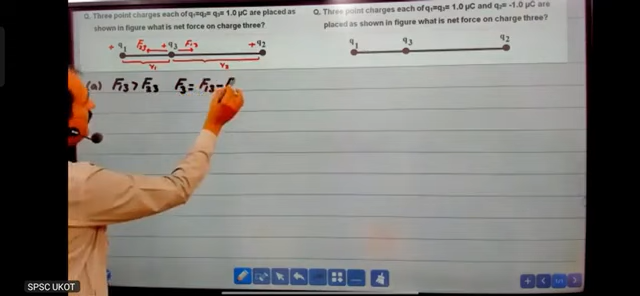 Q. Three point charges each of q₁=q₂= q₃= 1.0 μC are placed as
shown in figure what is net force on charge three?
+ q₁ F₂₃ + q₃ F₁₃ + q₂
r₁ r₂
(a) F₁₃ > F₂₃ F₃ = F₁₃ -
Q. Three point charges each of q₁=q₃= 1.0 μC and q₂= -1.0 μC are
placed as shown in figure what is net force on charge three?
q₁ q₃ q₂
SPSC UKOT